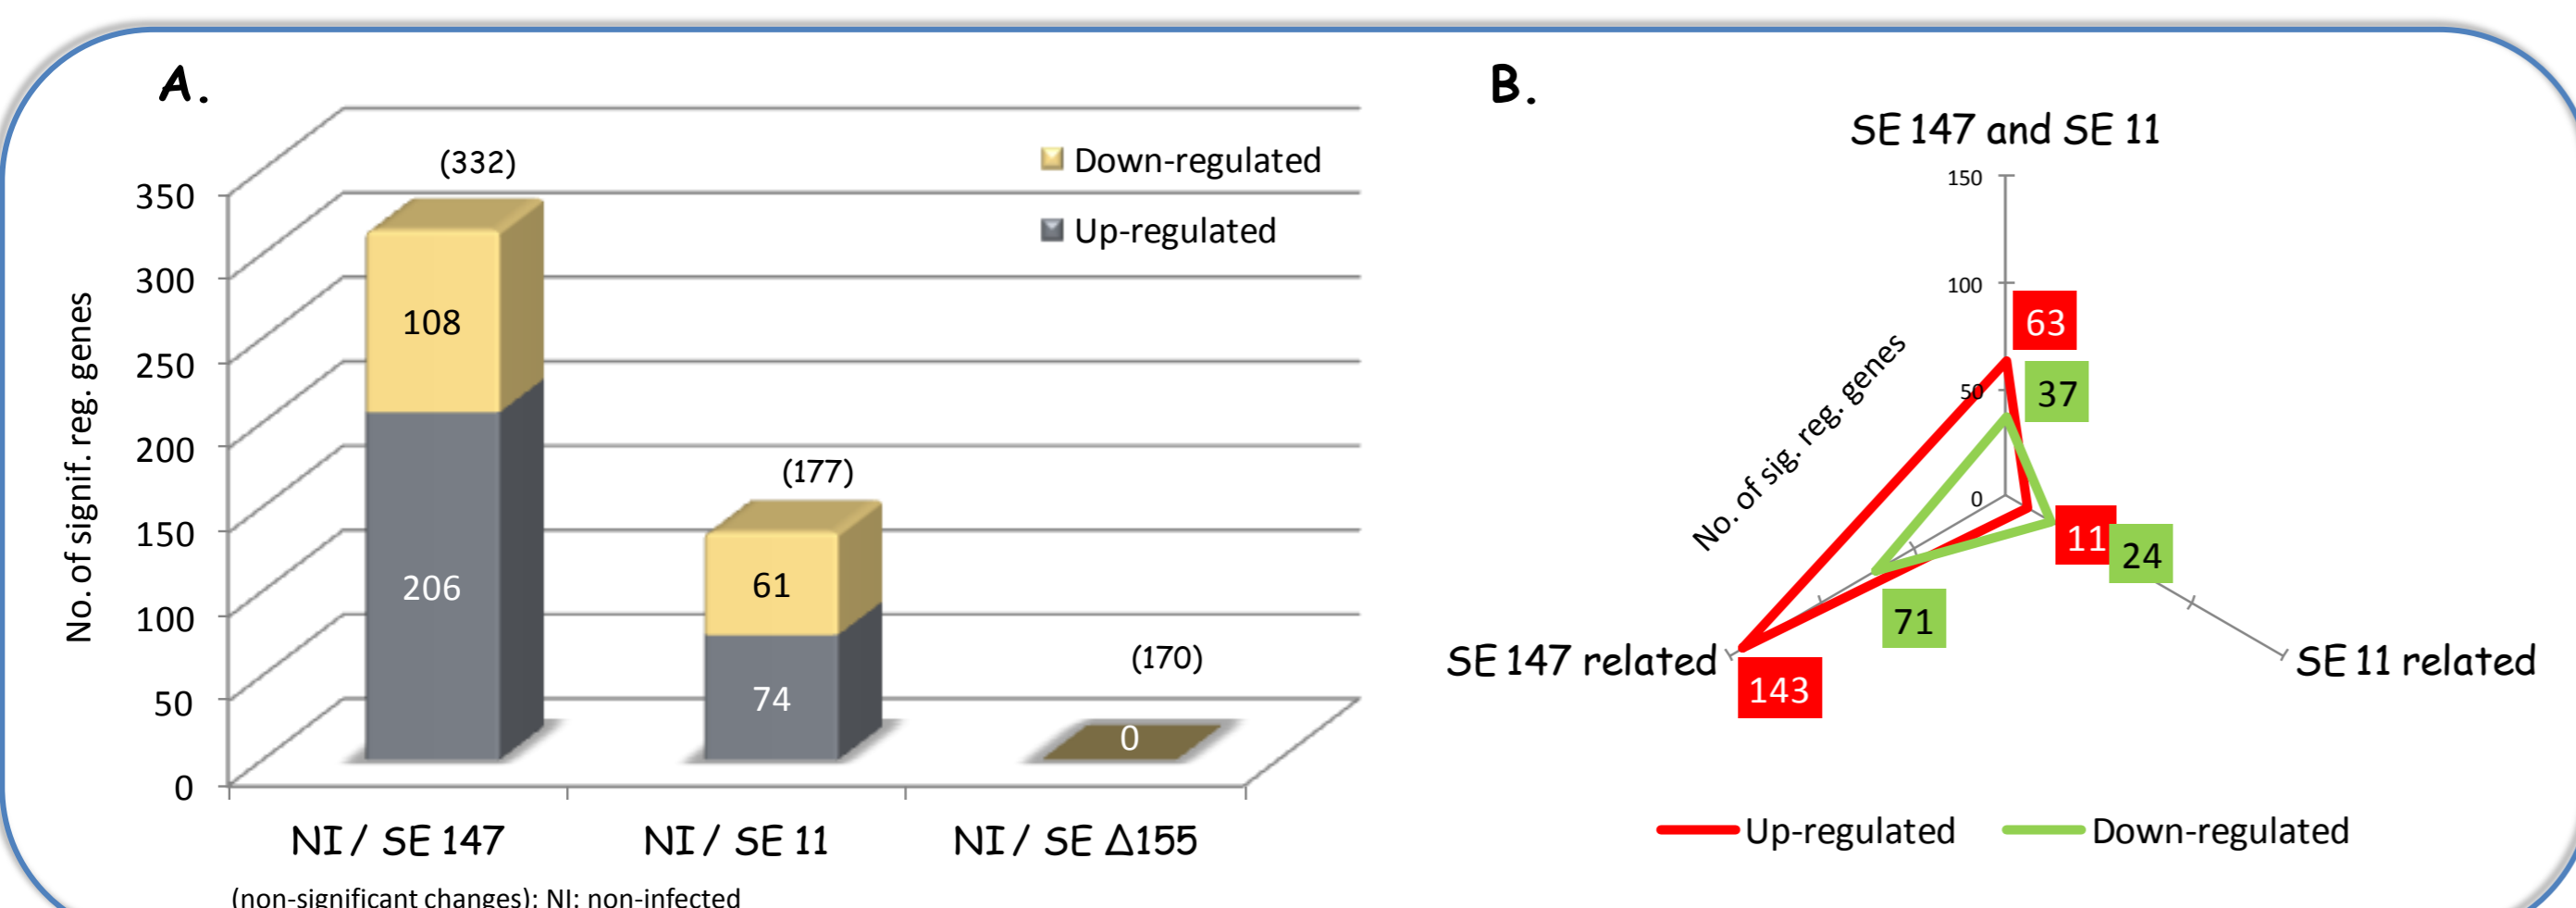 A.
(332)
Down-regulated
Up-regulated
No. of signif. reg. genes
350
300
250
200
150
100
50
0
108
206
(177)
61
74
(170)
0
NI / SE 147
NI / SE 11
NI / SE Δ155
(non-significant changes); NI: non-infected
B.
SE 147 and SE 11
150
100
50
0
No. of sig. reg. genes
63
37
11
24
71
143
SE 147 related
SE 11 related
Up-regulated
Down-regulated